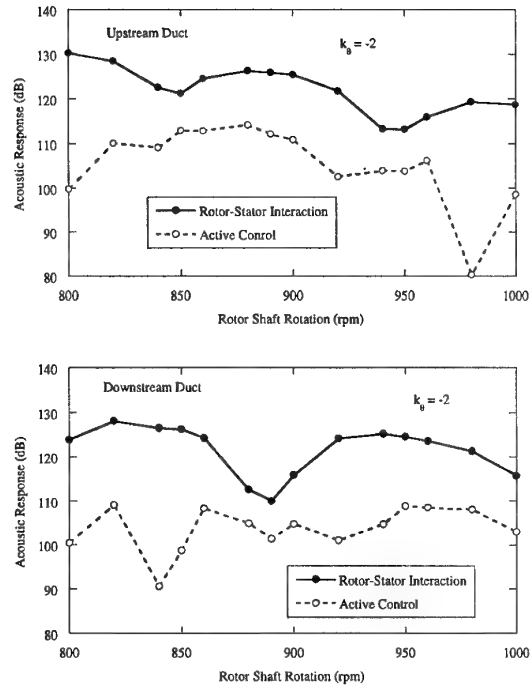 140
Upstream Duct
k_θ = -2
130
120
110
100
90
80
Acoustic Response (dB)
Rotor-Stator Interaction
Active Conrol
800
850
900
950
1000
Rotor Shaft Rotation (rpm)
140
Downstream Duct
k_θ = -2
130
120
110
100
90
80
Acoustic Response (dB)
Rotor-Stator Interaction
Active Control
800
850
900
950
1000
Rotor Shaft Rotation (rpm)